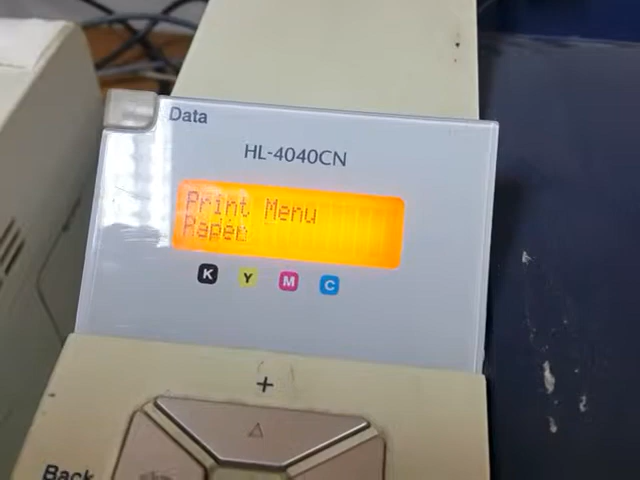 Data
HL-4040CN
Print Menu
Paper
K Y M C
+
Back